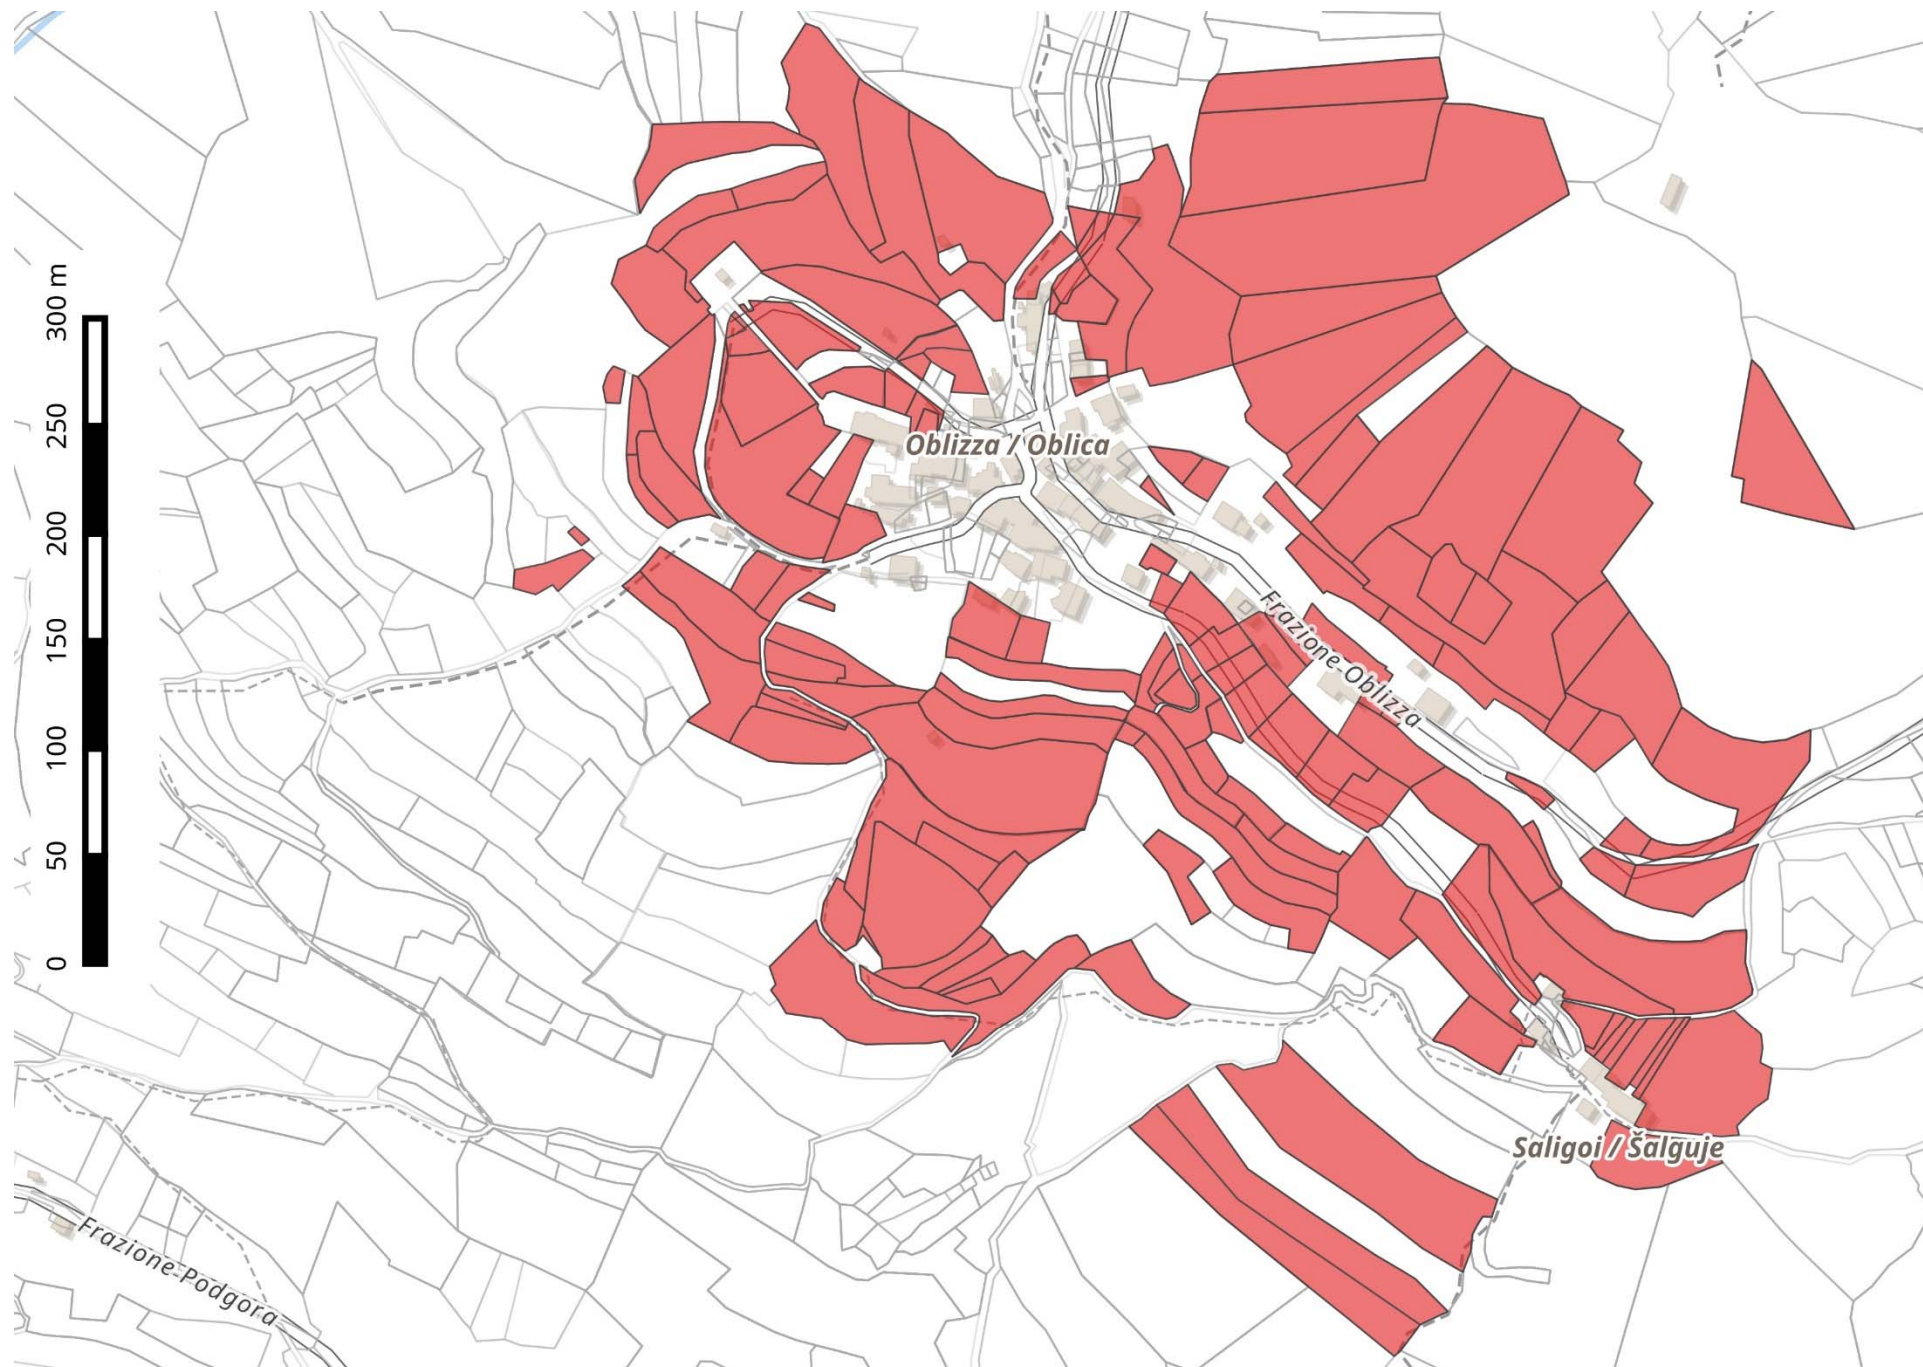 300 m
250
200
150
100
50
0
Oblizza / Oblica
Frazione Oblizza
Saligoi / Šalguje
Frazione Podgora